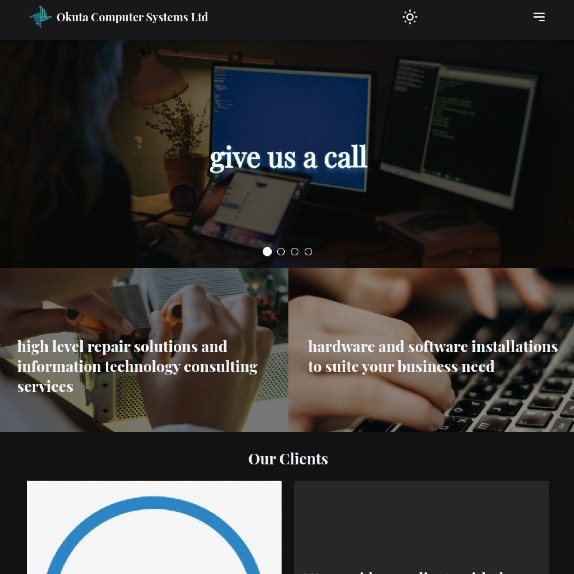 Okuta Computer Systems Ltd
give us a call
high level repair solutions and
information technology consulting
services
hardware and software installations
to suite your business need
Our Clients